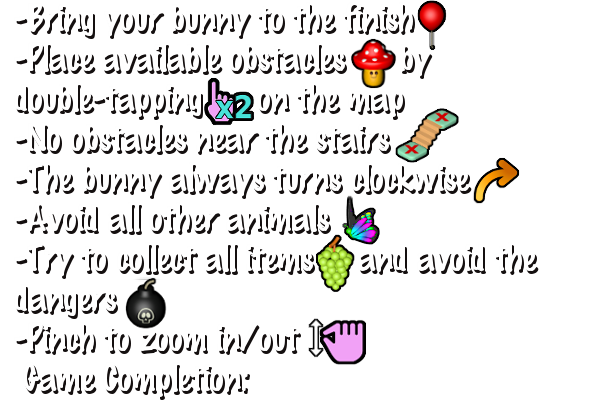 -Bring your bunny to the finish
-Place available obstacles by
double-tapping x2 on the map
-No obstacles near the stairs
-The bunny always turns clockwise
-Avoid all other animals
-Try to collect all items and avoid the
dangers
-Pinch to zoom in/out
Game Completion: